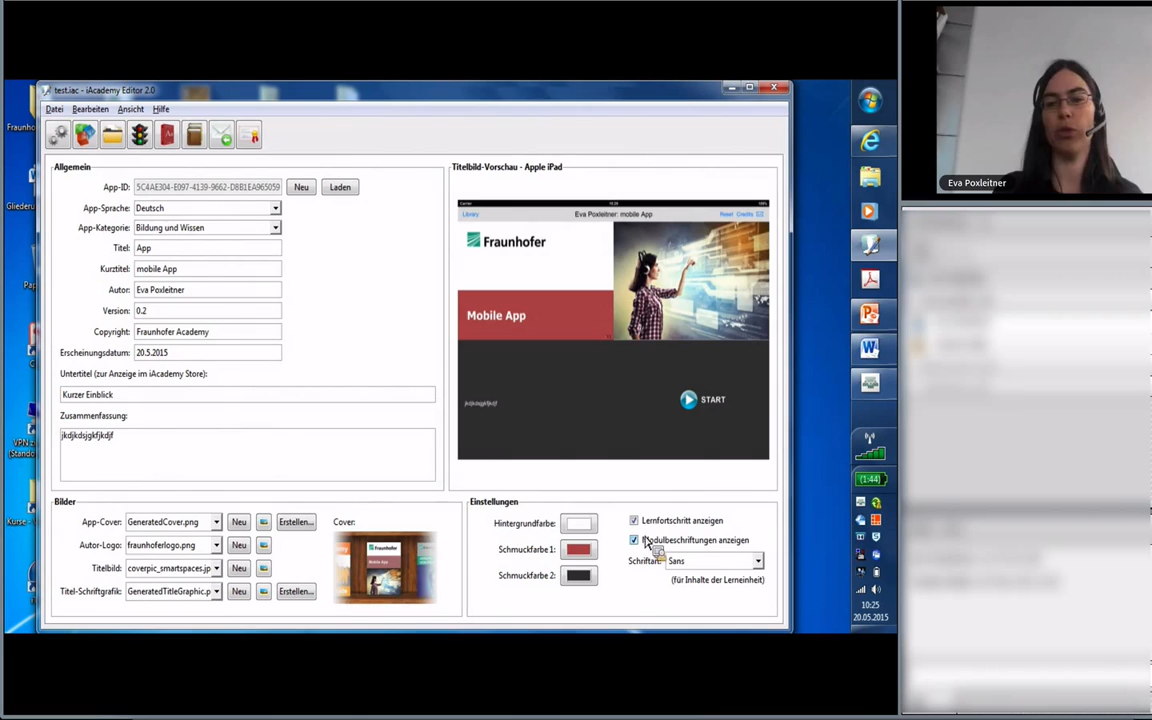 test.iac - iAcademy Editor 2.0
Datei Bearbeiten Ansicht Hilfe
Allgemein
App-ID: 5C4AE304-E097-4139-9662-D8B1EA965059 Neu Laden
App-Sprache: Deutsch
App-Kategorie: Bildung und Wissen
Titel: App
Kurztitel: mobile App
Autor: Eva Poxleitner
Version: 0.2
Copyright: Fraunhofer Academy
Erscheinungsdatum: 20.5.2015
Untertitel (zur Anzeige im iAcademy Store):
Kurzer Einblick
Zusammenfassung:
jkdjkdsjgkfjkdjf
Titelbild-Vorschau - Apple iPad
Library Eva Poxleitner: mobile App Reset Credits
Fraunhofer
Mobile App
START
Bilder
App-Cover: GeneratedCover.png Neu Erstellen... Cover:
Autor-Logo: fraunhoferlogo.png Neu
Titelbild: coverpic_smartspaces.jp Neu
Titel-Schriftgrafik: GeneratedTitleGraphic.p Neu Erstellen...
Einstellungen
Hintergrundfarbe: Lernfortschritt anzeigen
Schmuckfarbe 1: anzeigen
Schriftart: Sans
Schmuckfarbe 2: (für Inhalte der Lerneinheit)
Eva Poxleitner
(1:44)
10:25
20.05.2015